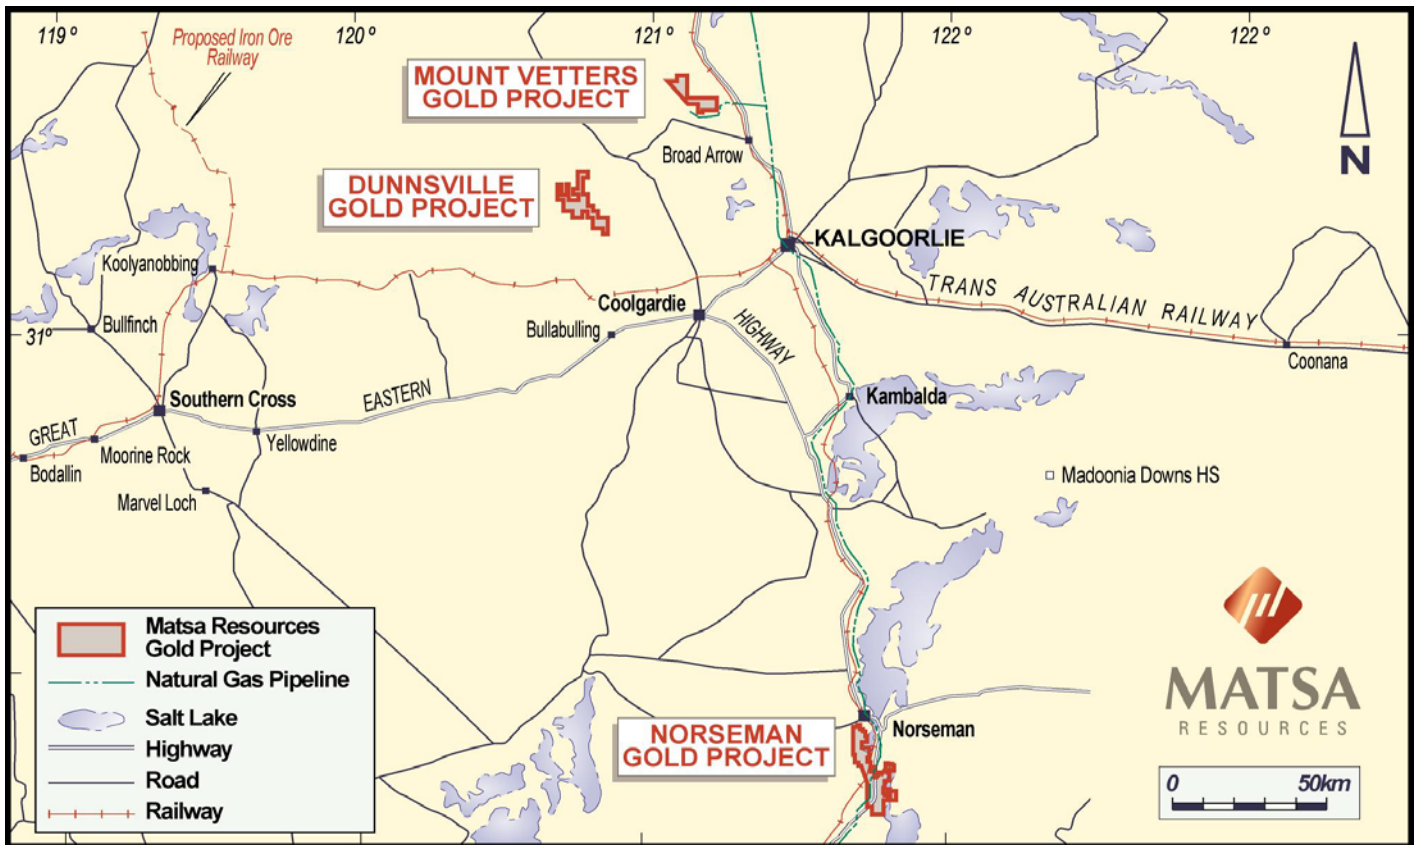 119°
120°
121°
122°
122°
Proposed Iron Ore
Railway
MOUNT VETTERS
GOLD PROJECT
N
Broad Arrow
DUNNSVILLE
GOLD PROJECT
KALGOORLIE
Koolyanobbing
TRANS AUSTRALIAN RAILWAY
Coolgardie
Bullfinch
Bullabulling
HIGHWAY
31°
Coonana
EASTERN
Southern Cross
Kambalda
GREAT
Yellowdine
Moorine Rock
Bodallin
Madoonia Downs HS
Marvel Loch
Matsa Resources
Gold Project
Natural Gas Pipeline
Salt Lake
Highway
Road
Railway
NORSEMAN
GOLD PROJECT
Norseman
MATSA
RESOURCES
0 50km